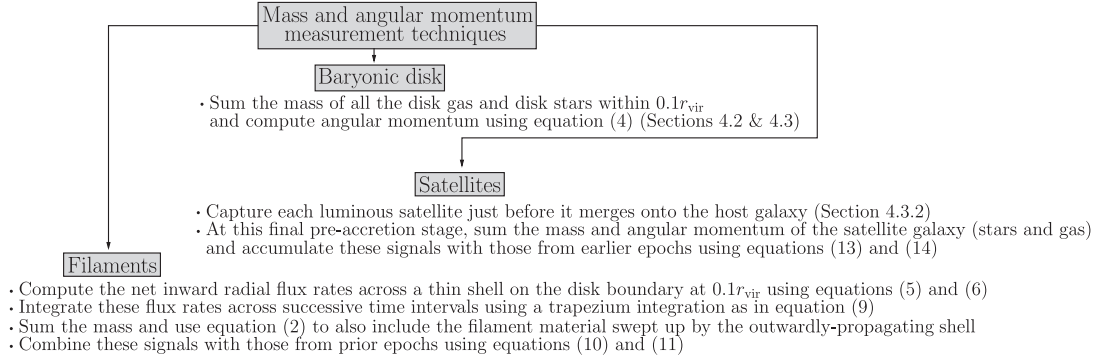 Mass and angular momentum
measurement techniques
Baryonic disk
· Sum the mass of all the disk gas and disk stars within 0.1r_vir
and compute angular momentum using equation (4) (Sections 4.2 & 4.3)
Satellites
· Capture each luminous satellite just before it merges onto the host galaxy (Section 4.3.2)
· At this final pre-accretion stage, sum the mass and angular momentum of the satellite galaxy (stars and gas)
and accumulate these signals with those from earlier epochs using equations (13) and (14)
Filaments
· Compute the net inward radial flux rates across a thin shell on the disk boundary at 0.1r_vir using equations (5) and (6)
· Integrate these flux rates across successive time intervals using a trapezium integration as in equation (9)
· Sum the mass and use equation (2) to also include the filament material swept up by the outwardly-propagating shell
· Combine these signals with those from prior epochs using equations (10) and (11)